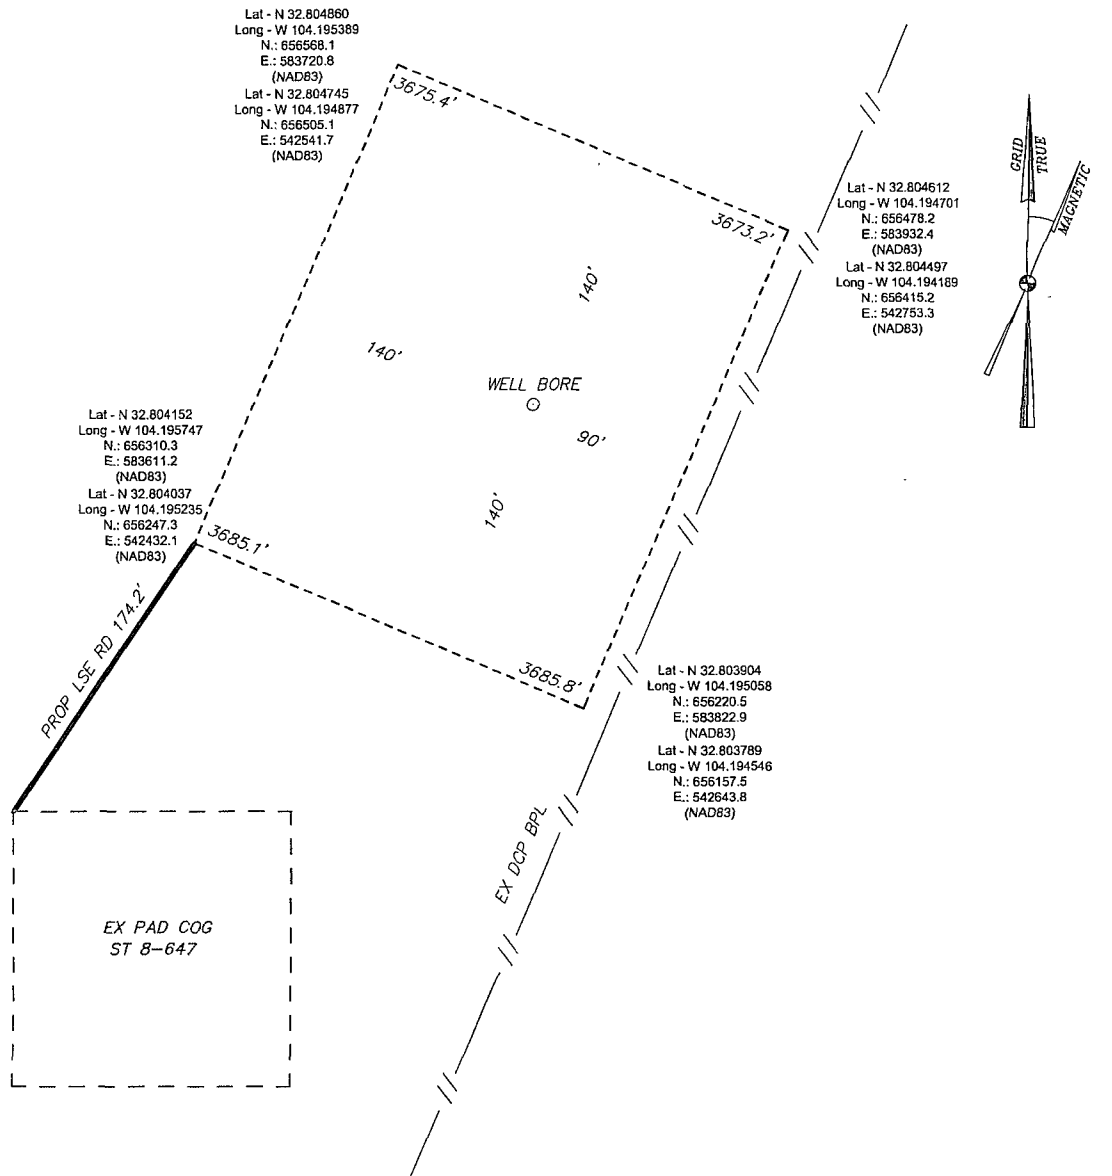 Lat - N 32.804860
Long - W 104.195389
N.: 656568.1
E.: 583720.8
(NAD83)
Lat - N 32.804745
Long - W 104.194877
N.: 656505.1
E.: 542541.7
(NAD83)
3675.4'
GRID
TRUE
MAGNETIC
Lat - N 32.804612
Long - W 104.194701
N.: 656478.2
E.: 583932.4
(NAD83)
Lat - N 32.804497
Long - W 104.194189
N.: 656415.2
E.: 542753.3
(NAD83)
3673.2'
140'
140'
WELL BORE
90'
140'
Lat - N 32.804152
Long - W 104.195747
N.: 656310.3
E.: 583611.2
(NAD83)
Lat - N 32.804037
Long - W 104.195235
N.: 656247.3
E.: 542432.1
(NAD83)
3685.1'
PROP LSE RD 174.2'
3685.8'
Lat - N 32.803904
Long - W 104.195058
N.: 656220.5
E.: 583822.9
(NAD83)
Lat - N 32.803789
Long - W 104.194546
N.: 656157.5
E.: 542643.8
(NAD83)
EX DCP BPL
EX PAD COG
ST 8-647